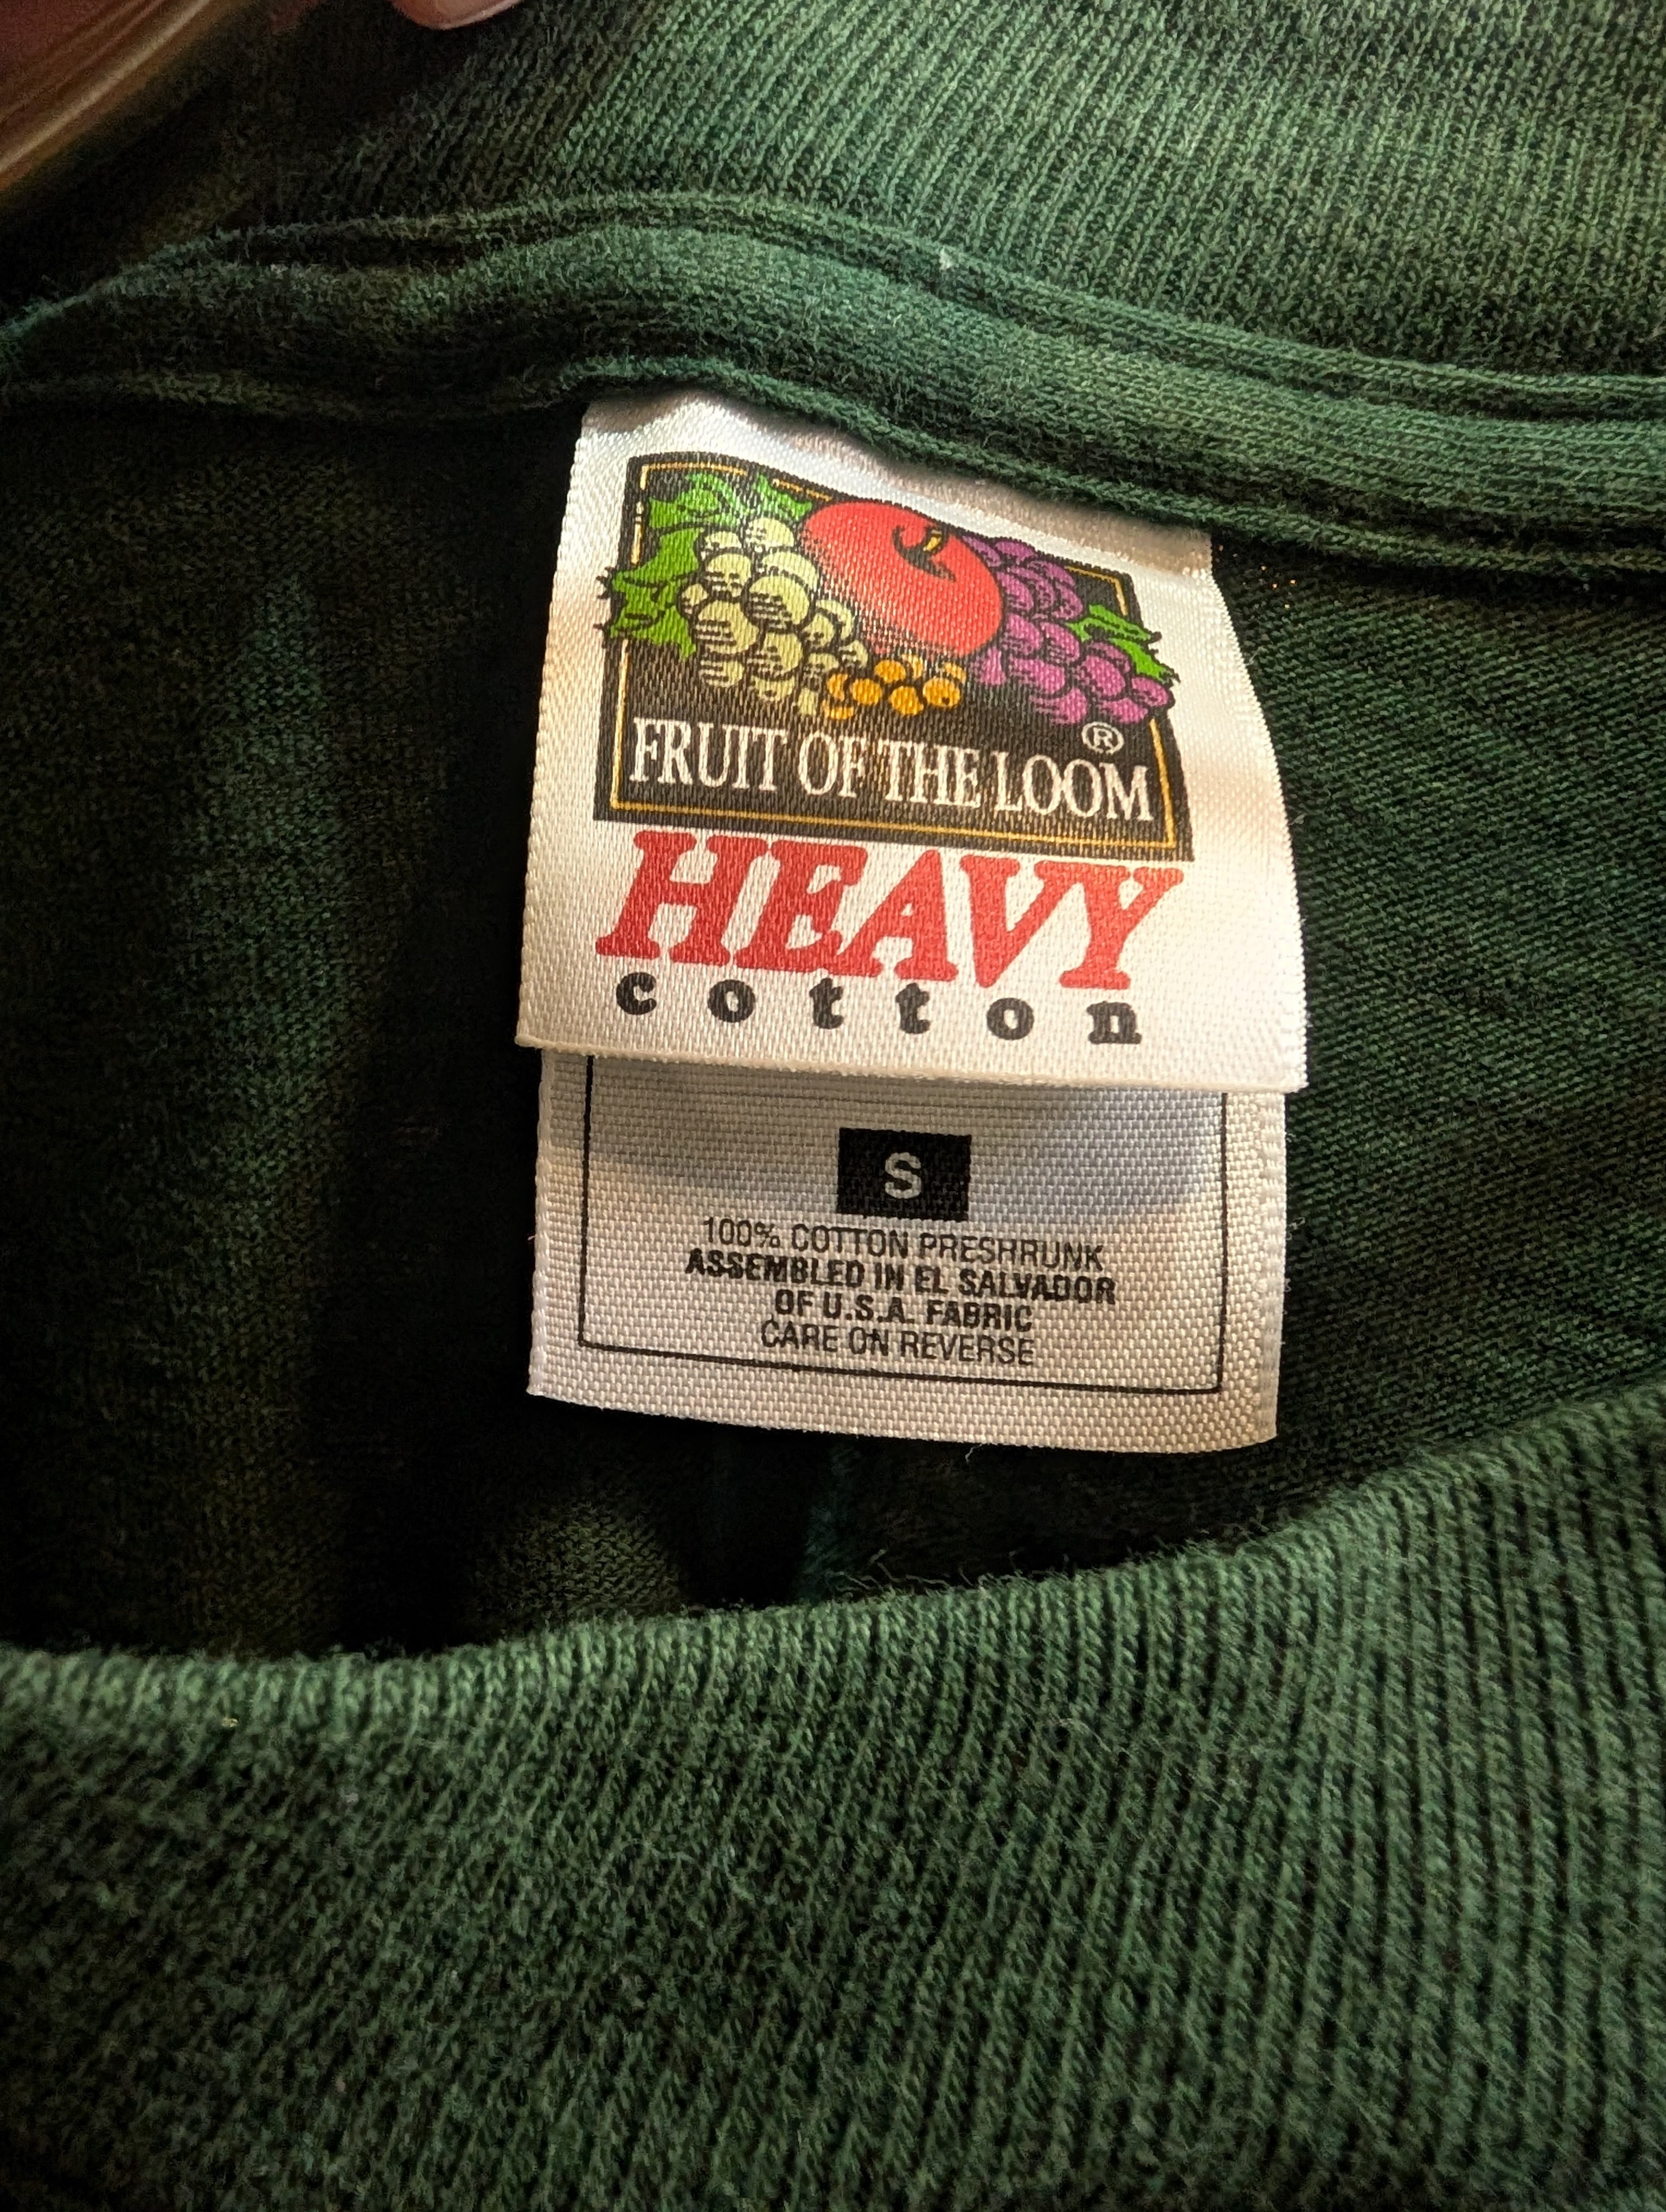 ®
FRUIT OF THE LOOM
HEAVY
cotton
S
100% COTTON PRESHRUNK
ASSEMBLED IN EL SALVADOR
OF U.S.A. FABRIC
CARE ON REVERSE